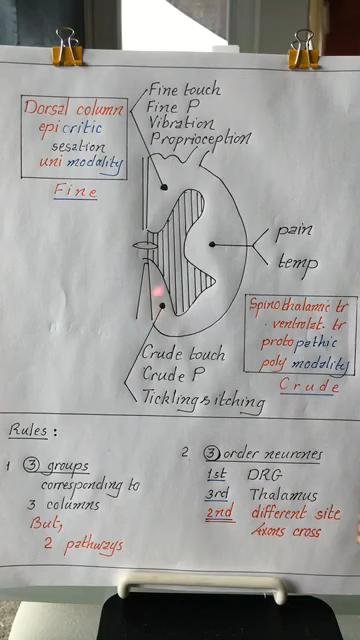 Fine touch
Fine P
Vibration
Proprioception
Dorsal column
epicritic
sesation
uni modality
Fine
pain
temp
Spinothalamic tr
ventrolat. tr
proto pathic
poly modality
Crude
Crude touch
Crude P
Tickling & itching
Rules:
1 3 groups
corresponding to
3 columns
But,
2 pathways
2. 3 order neurones
1st DRG
3rd Thalamus
2nd different site
Axons cross